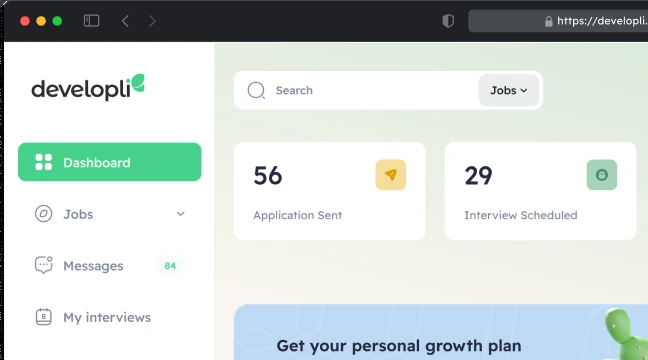 https://developli.
developli
Search
Jobs
Dashboard
56
29
Jobs
Application Sent
Interview Scheduled
Messages
84
8
My interviews
Get your personal growth plan